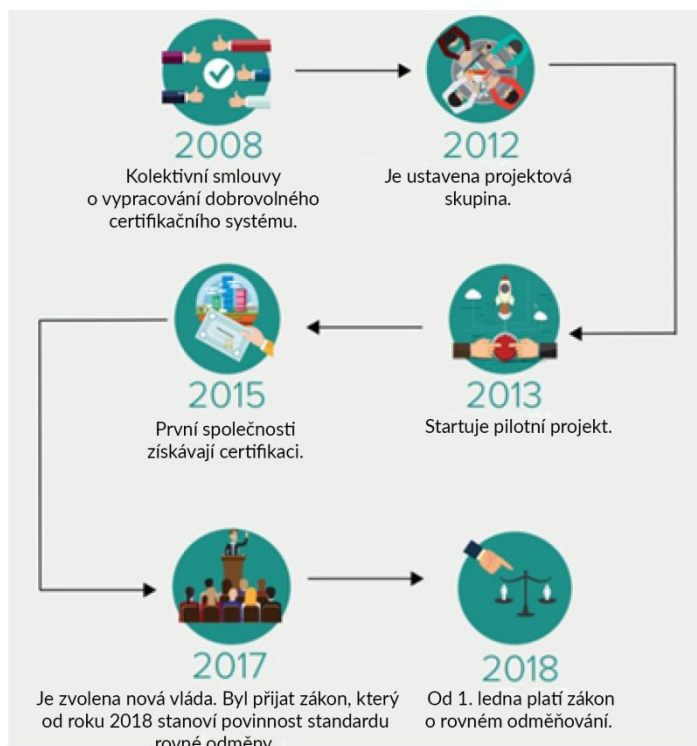 2008
Kolektivní smlouvy
o vypracování dobrovolného
certifikačního systému.
2012
Je ustavena projektová
skupina.
2013
Startuje pilotní projekt.
2015
První společnosti
získávají certifikaci.
2017
Je zvolena nová vláda. Byl přijat zákon, který
od roku 2018 stanoví povinnost standardu
rovné odměny
2018
Od 1. ledna platí zákon
o rovném odměňování.